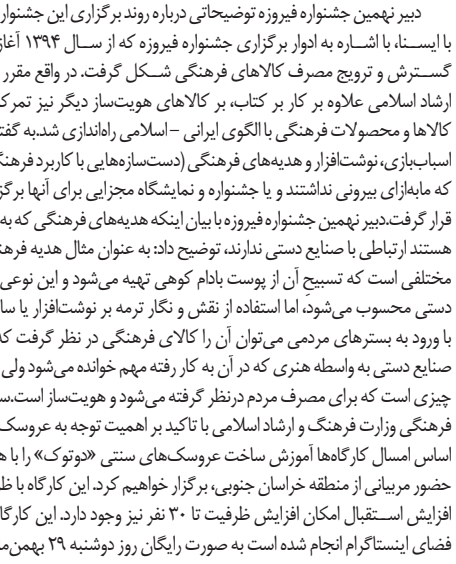 دبیر نهمین جشنواره فیروزه توضیحاتی درباره روند برگزاری این جشنواره
با ایسنا، با اشاره به ادوار برگزاری جشنواره فیروزه که از سال ۱۳۹۴ آغاز
گسترش و ترویج مصرف کالاهای فرهنگی شکل گرفت. در واقع مقرر
ارشاد اسلامی علاوه بر کار بر کتاب، بر کالاهای هویت‌ساز دیگر نیز تمرک
کالاها و محصولات فرهنگی با الگوی ایرانی – اسلامی راه‌اندازی شد.به گفته
اسباب‌بازی، نوشت‌افزار و هدیه‌های فرهنگی (دست‌سازه‌هایی با کاربرد فرهنگ
که مابه‌ازای بیرونی نداشتند و یا جشنواره و نمایشگاه مجزایی برای آنها برگز
قرار گرفت.دبیر نهمین جشنواره فیروزه با بیان اینکه هدیه‌های فرهنگی که به
هستند ارتباطی با صنایع دستی ندارند، توضیح داد: به عنوان مثال هدیه فرهن
مختلفی است که تسبیحِ آن از پوست بادام کوهی تهیه می‌شود و این نوعی
دستی محسوب می‌شود، اما استفاده از نقش و نگار ترمه بر نوشت‌افزار یا سا
با ورود به بسترهای مردمی می‌توان آن را کالای فرهنگی در نظر گرفت که
صنایع دستی به واسطه هنری که در آن به کار رفته مهم خوانده می‌شود ولی
چیزی است که برای مصرف مردم درنظر گرفته می‌شود و هویت‌ساز است.س
فرهنگی وزارت فرهنگ و ارشاد اسلامی با تاکید بر اهمیت توجه به عروسک
اساس امسال کارگاه‌ها آموزش ساخت عروسک‌های سنتی «دوتوک» را با ه
حضور مربیانی از منطقه خراسان جنوبی، برگزار خواهیم کرد. این کارگاه با ظ
افزایش استقبال امکان افزایش ظرفیت تا ۳۰ نفر نیز وجود دارد. این کارگا
فضای اینستاگرام انجام شده است به صورت رایگان روز دوشنبه ۲۹ بهمن‌م